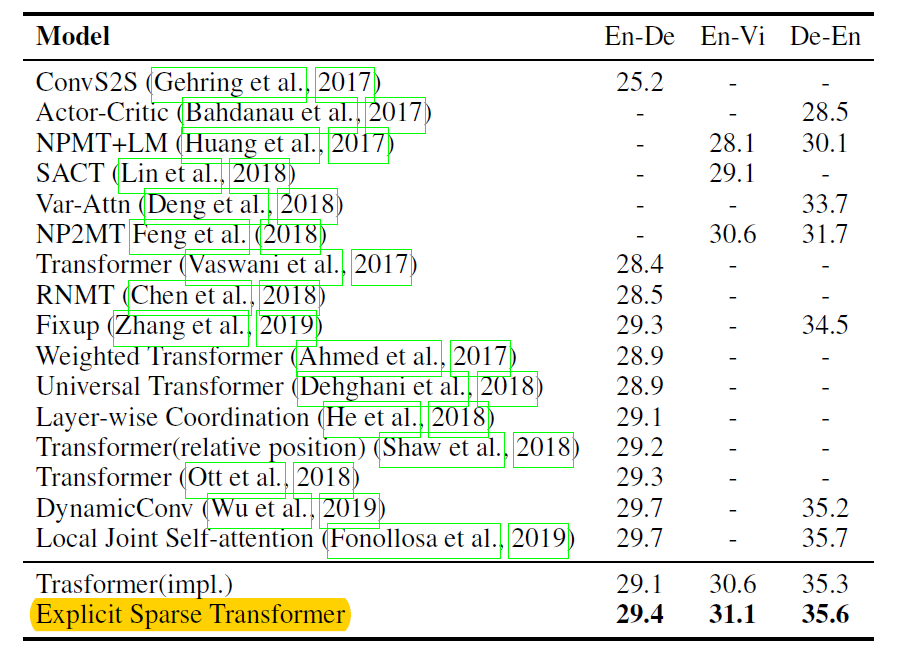 Model En-De En-Vi De-En
ConvS2S (Gehring et al., 2017) 25.2 - -
Actor-Critic (Bahdanau et al., 2017) - - 28.5
NPMT+LM (Huang et al., 2017) - 28.1 30.1
SACT (Lin et al., 2018) - 29.1 -
Var-Attn (Deng et al., 2018) - - 33.7
NP2MT Feng et al. (2018) - 30.6 31.7
Transformer (Vaswani et al., 2017) 28.4 - -
RNMT (Chen et al., 2018) 28.5 - -
Fixup (Zhang et al., 2019) 29.3 - 34.5
Weighted Transformer (Ahmed et al., 2017) 28.9 - -
Universal Transformer (Dehghani et al., 2018) 28.9 - -
Layer-wise Coordination (He et al., 2018) 29.1 - -
Transformer(relative position) (Shaw et al., 2018) 29.2 - -
Transformer (Ott et al., 2018) 29.3 - -
DynamicConv (Wu et al., 2019) 29.7 - 35.2
Local Joint Self-attention (Fonollosa et al., 2019) 29.7 - 35.7
Trasformer(impl.) 29.1 30.6 35.3
Explicit Sparse Transformer 29.4 31.1 35.6